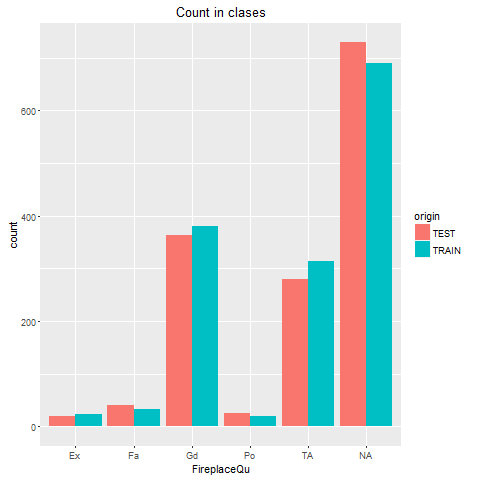 Count in clases
count
600
400
200
0
Ex Fa Gd Po TA NA
FireplaceQu
origin
TEST
TRAIN